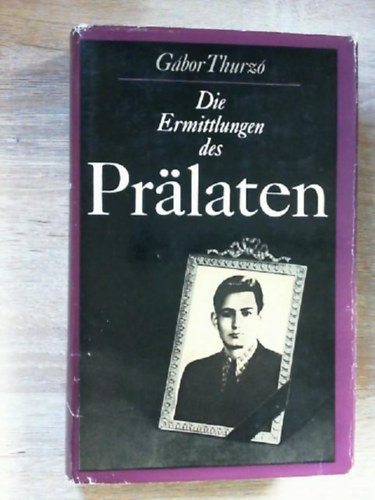 Gábor Thurzó
Die
Ermittlungen
des
Prälaten